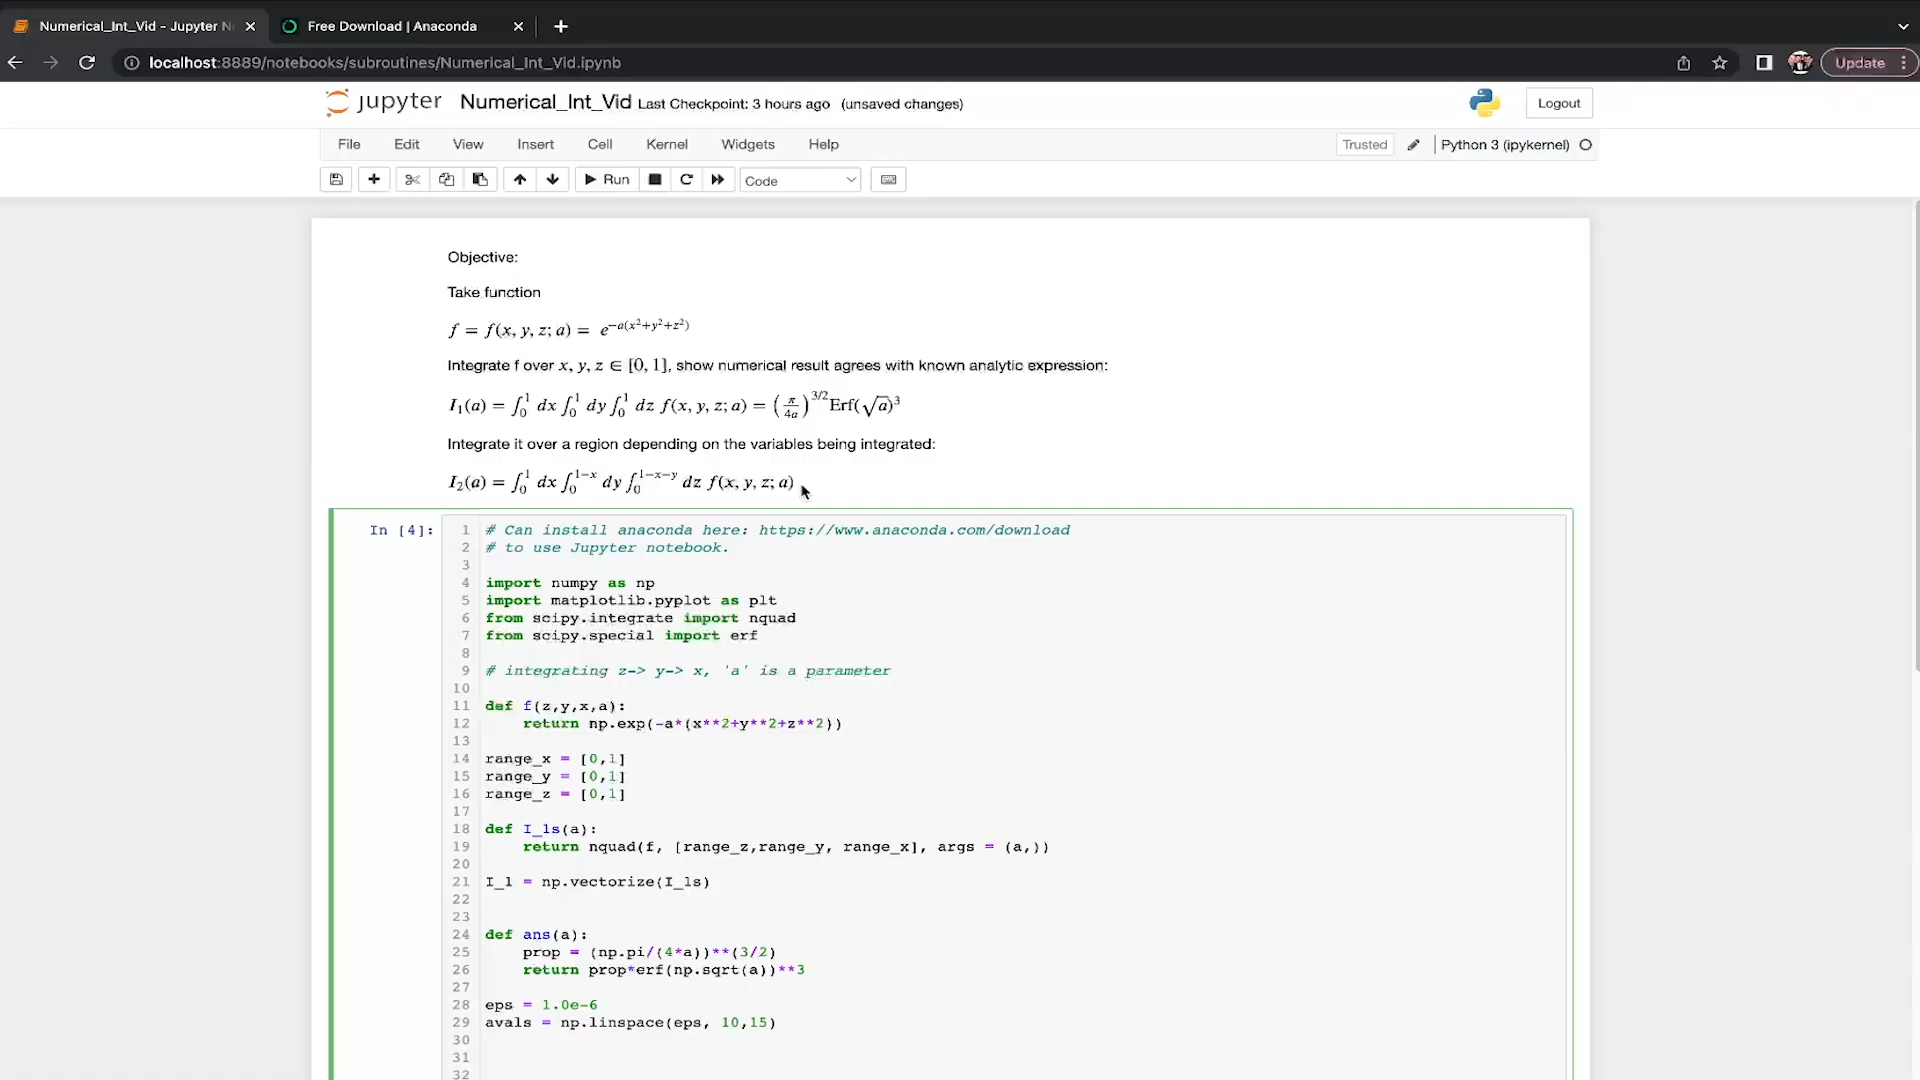 Numerical_Int_Vid - Jupyter N
Free Download | Anaconda
localhost:8889/notebooks/subroutines/Numerical_Int_Vid.ipynb
Update
jupyter Numerical_Int_Vid Last Checkpoint: 3 hours ago (unsaved changes)
Logout
File Edit View Insert Cell Kernel Widgets Help
Trusted
Python 3 (ipykernel)
Run
Code
Objective:
Take function
f = f(x, y, z; a) = e^{−a(x²+y²+z²)}
Integrate f over x, y, z ∈ [0, 1], show numerical result agrees with known analytic expression:
I₁(a) = ∫₀¹ dx ∫₀¹ dy ∫₀¹ dz f(x, y, z; a) = (π/4a)^{3/2} Erf(√a)³
Integrate it over a region depending on the variables being integrated:
I₂(a) = ∫₀¹ dx ∫₀^{1−x} dy ∫₀^{1−x−y} dz f(x, y, z; a)
In [4]:
1 # Can install anaconda here: https://www.anaconda.com/download
2 # to use Jupyter notebook.
3
4 import numpy as np
5 import matplotlib.pyplot as plt
6 from scipy.integrate import nquad
7 from scipy.special import erf
8
9 # integrating z-> y-> x, 'a' is a parameter
10
11 def f(z,y,x,a):
12     return np.exp(-a*(x**2+y**2+z**2))
13
14 range_x = [0,1]
15 range_y = [0,1]
16 range_z = [0,1]
17
18 def I_1s(a):
19     return nquad(f, [range_z,range_y, range_x], args = (a,))
20
21 I_1 = np.vectorize(I_1s)
22
23
24 def ans(a):
25     prop = (np.pi/(4*a))**(3/2)
26     return prop*erf(np.sqrt(a))**3
27
28 eps = 1.0e-6
29 avals = np.linspace(eps, 10,15)
30
31
32